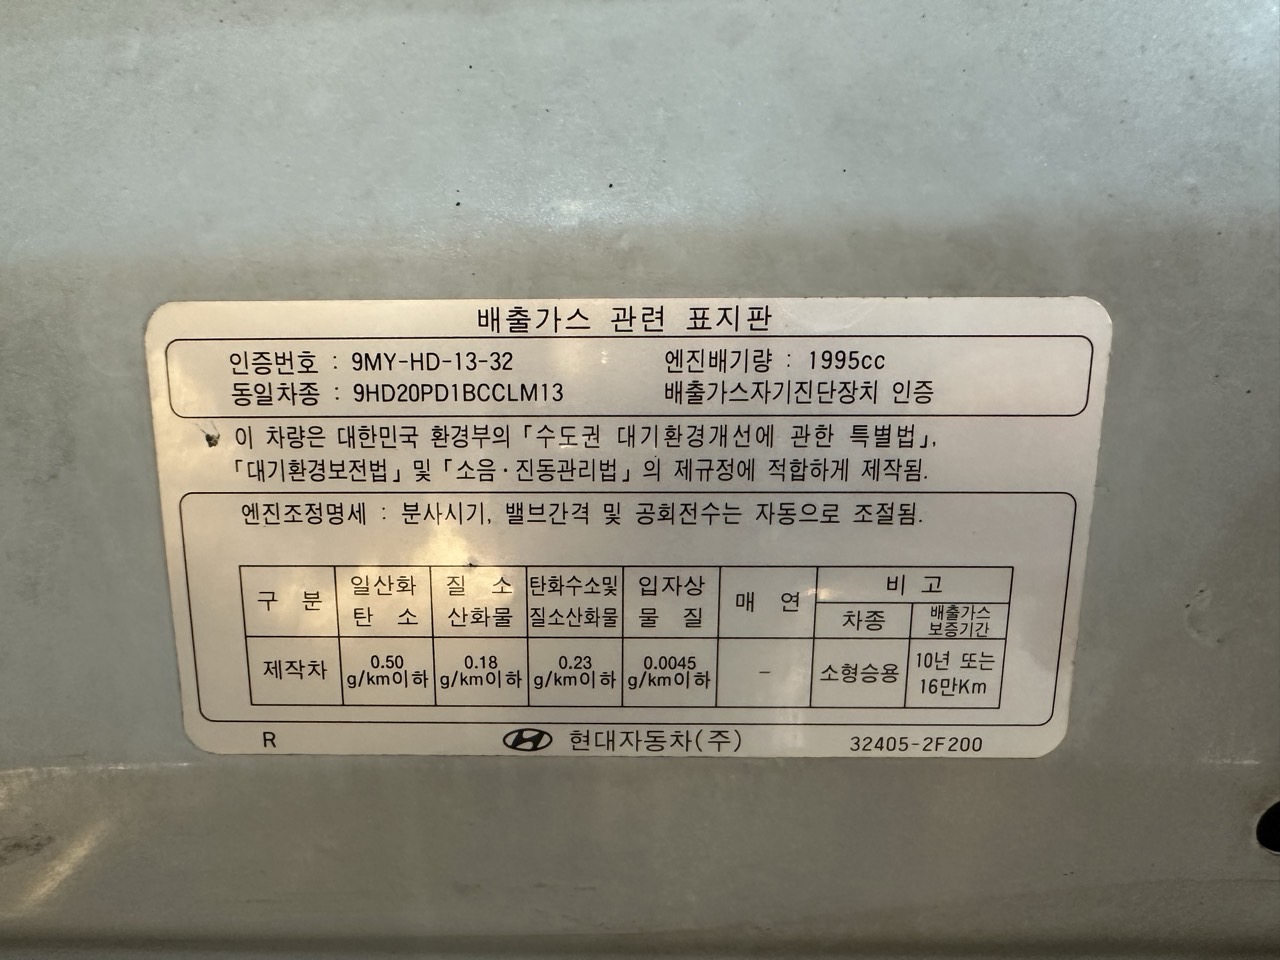 배출가스 관련 표지판
인증번호 : 9MY-HD-13-32 엔진배기량 : 1995cc
동일차종 : 9HD20PD1BCCLM13 배출가스자기진단장치 인증
이 차량은 대한민국 환경부의 「수도권 대기환경개선에 관한 특별법」,
「대기환경보전법」 및 「소음·진동관리법」 의 제규정에 적합하게 제작됨.
엔진조정명세 : 분사시기, 밸브간격 및 공회전수는 자동으로 조절됨.
구 분 일산화 탄 소 질 소 산화물 탄화수소및 질소산화물 입자상 물 질 매 연 비 고
차종 배출가스 보증기간
제작차 0.50 g/km이하 0.18 g/km이하 0.23 g/km이하 0.0045 g/km이하 – 소형승용 10년 또는 16만Km
R 현대자동차(주) 32405-2F200